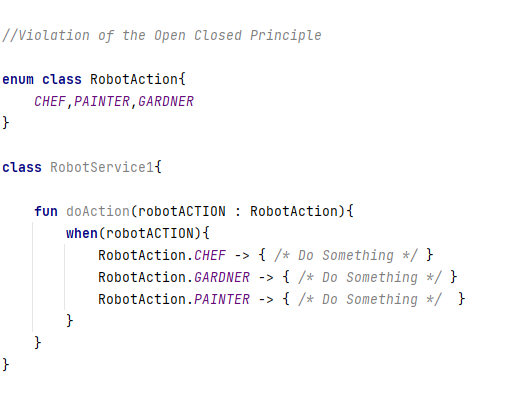 //Violation of the Open Closed Principle
enum class RobotAction{
CHEF,PAINTER,GARDNER
}
class RobotService1{
fun doAction(robotACTION : RobotAction){
when(robotACTION){
RobotAction.CHEF -> { /* Do Something */ }
RobotAction.GARDNER -> { /* Do Something */ }
RobotAction.PAINTER -> { /* Do Something */  }
}
}
}